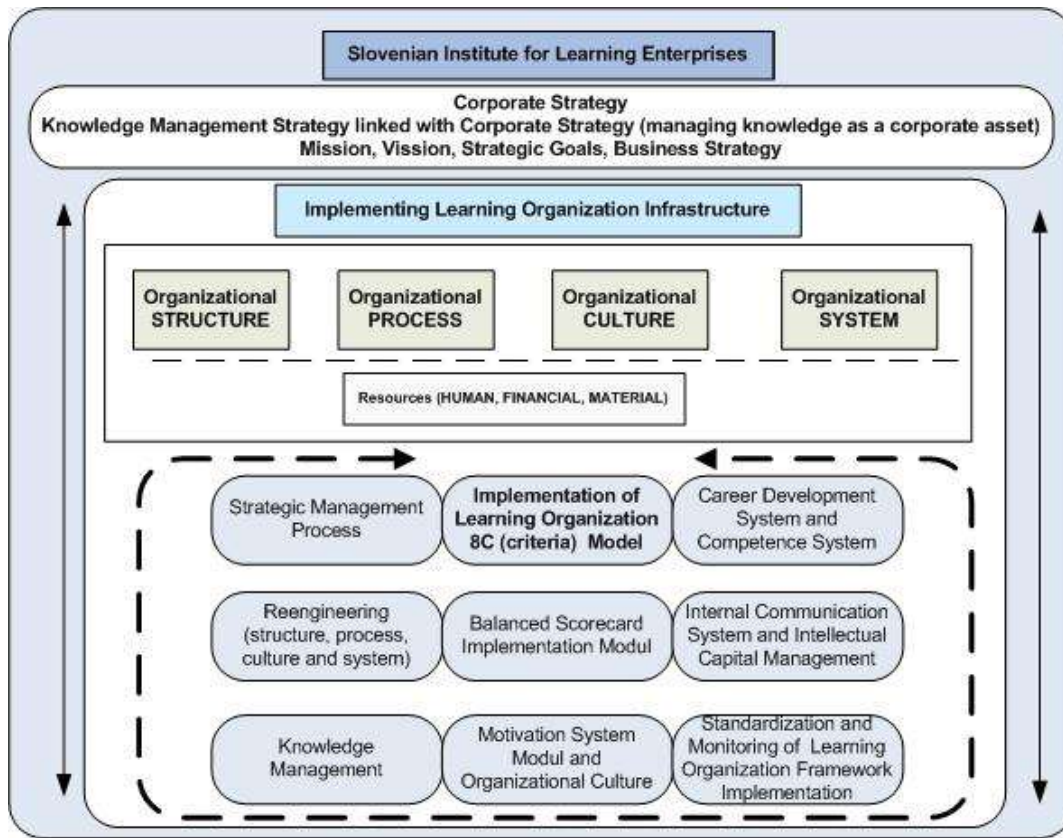 Slovenian Institute for Learning Enterprises
Corporate Strategy
Knowledge Management Strategy linked with Corporate Strategy (managing knowledge as a corporate asset)
Mission, Vission, Strategic Goals, Business Strategy
Implementing Learning Organization Infrastructure
Organizational
STRUCTURE
Organizational
PROCESS
Organizational
CULTURE
Organizational
SYSTEM
Resources (HUMAN, FINANCIAL, MATERIAL)
Strategic Management
Process
Implementation of
Learning Organization
8C (criteria) Model
Career Development
System and
Competence System
Reengineering
(structure, process,
culture and system)
Balanced Scorecard
Implementation Modul
Internal Communication
System and Intellectual
Capital Management
Knowledge
Management
Motivation System
Modul and
Organizational Culture
Standardization and
Monitoring of Learning
Organization Framework
Implementation